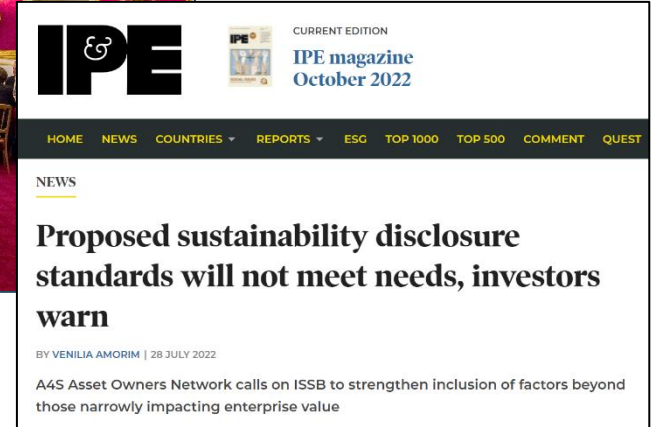 I&PE
IPE
CURRENT EDITION
IPE magazine
October 2022
HOME NEWS COUNTRIES REPORTS ESG TOP 1000 TOP 500 COMMENT QUEST
NEWS
Proposed sustainability disclosure
standards will not meet needs, investors
warn
BY VENILIA AMORIM | 28 JULY 2022
A4S Asset Owners Network calls on ISSB to strengthen inclusion of factors beyond
those narrowly impacting enterprise value